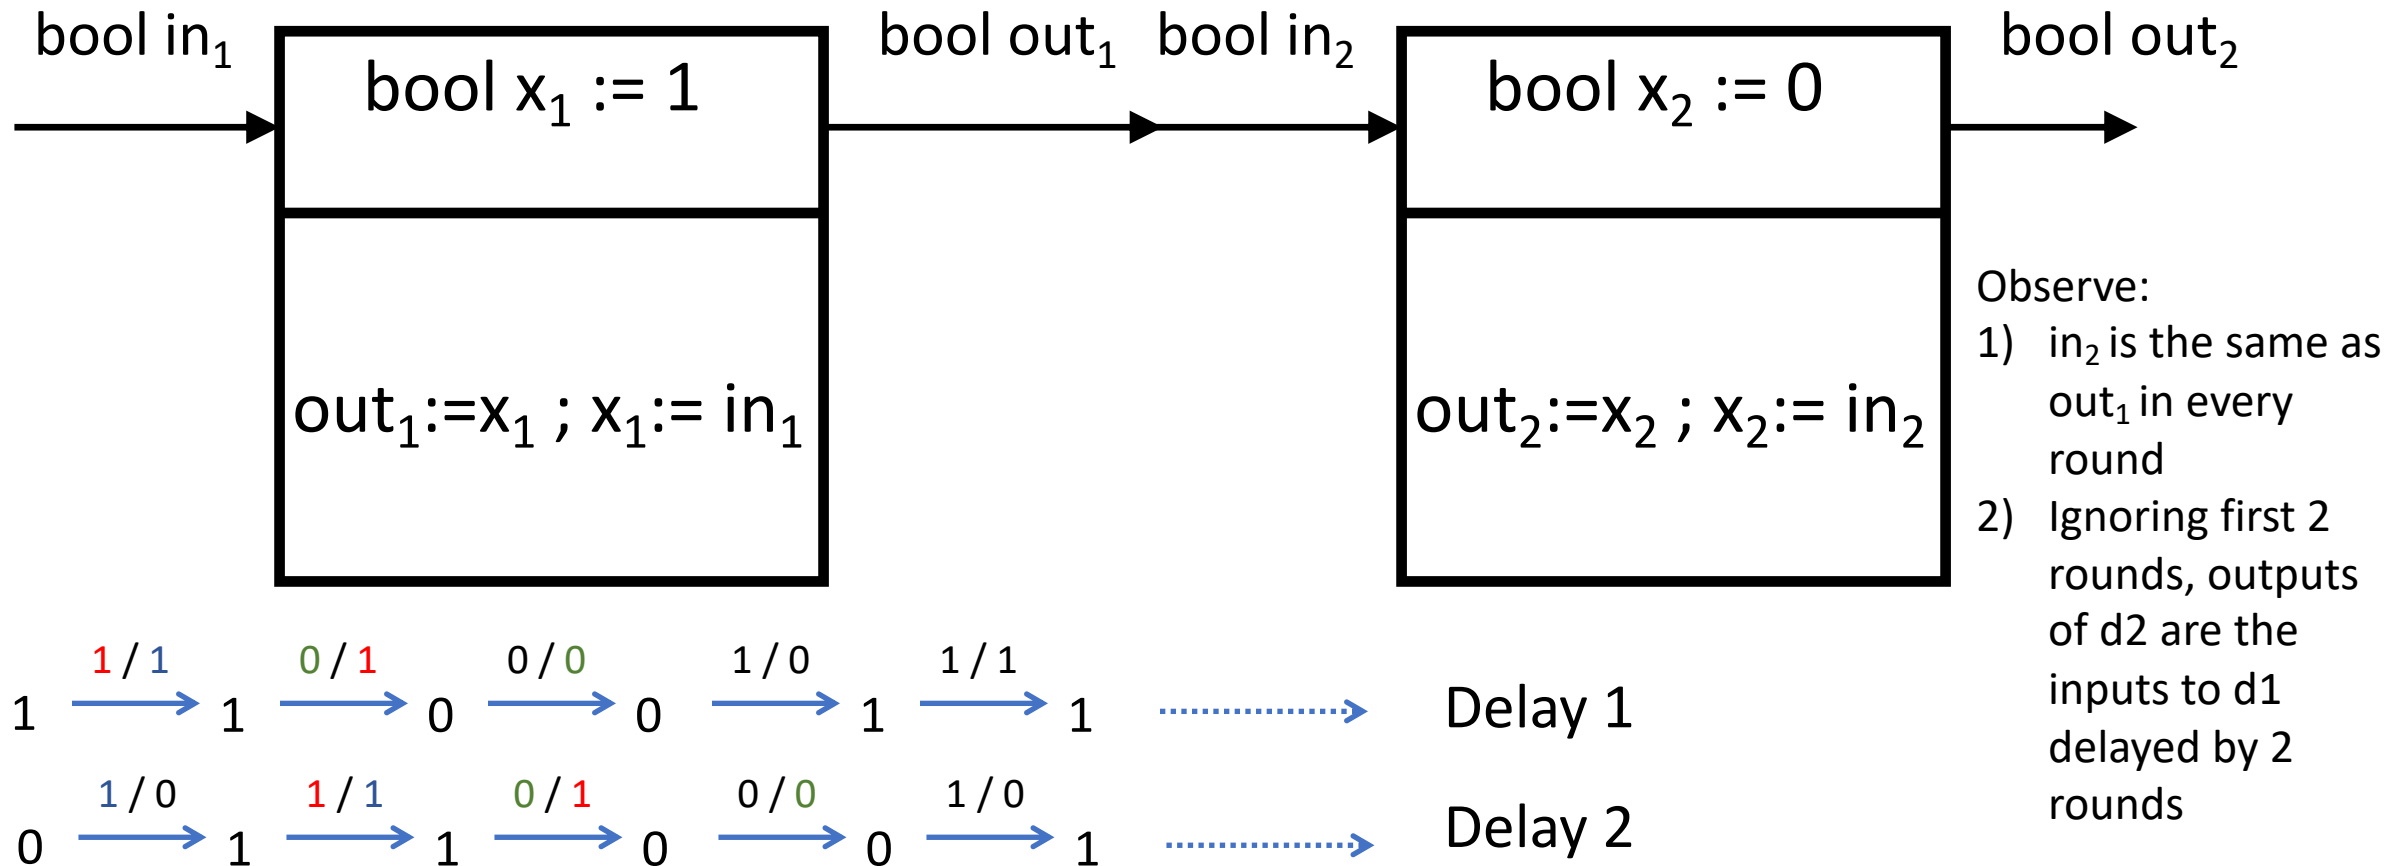 bool in₁
bool x₁ := 1
out₁:=x₁ ; x₁:= in₁
bool out₁
bool in₂
bool x₂ := 0
out₂:=x₂ ; x₂:= in₂
bool out₂
Observe:
1) in₂ is the same as
out₁ in every
round
2) Ignoring first 2
rounds, outputs
of d2 are the
inputs to d1
delayed by 2
rounds
1 / 1 0 / 1 0 / 0 1 / 0 1 / 1
1 1 0 0 1 1 Delay 1
1 / 0 1 / 1 0 / 1 0 / 0 1 / 0
0 1 1 0 0 1 Delay 2